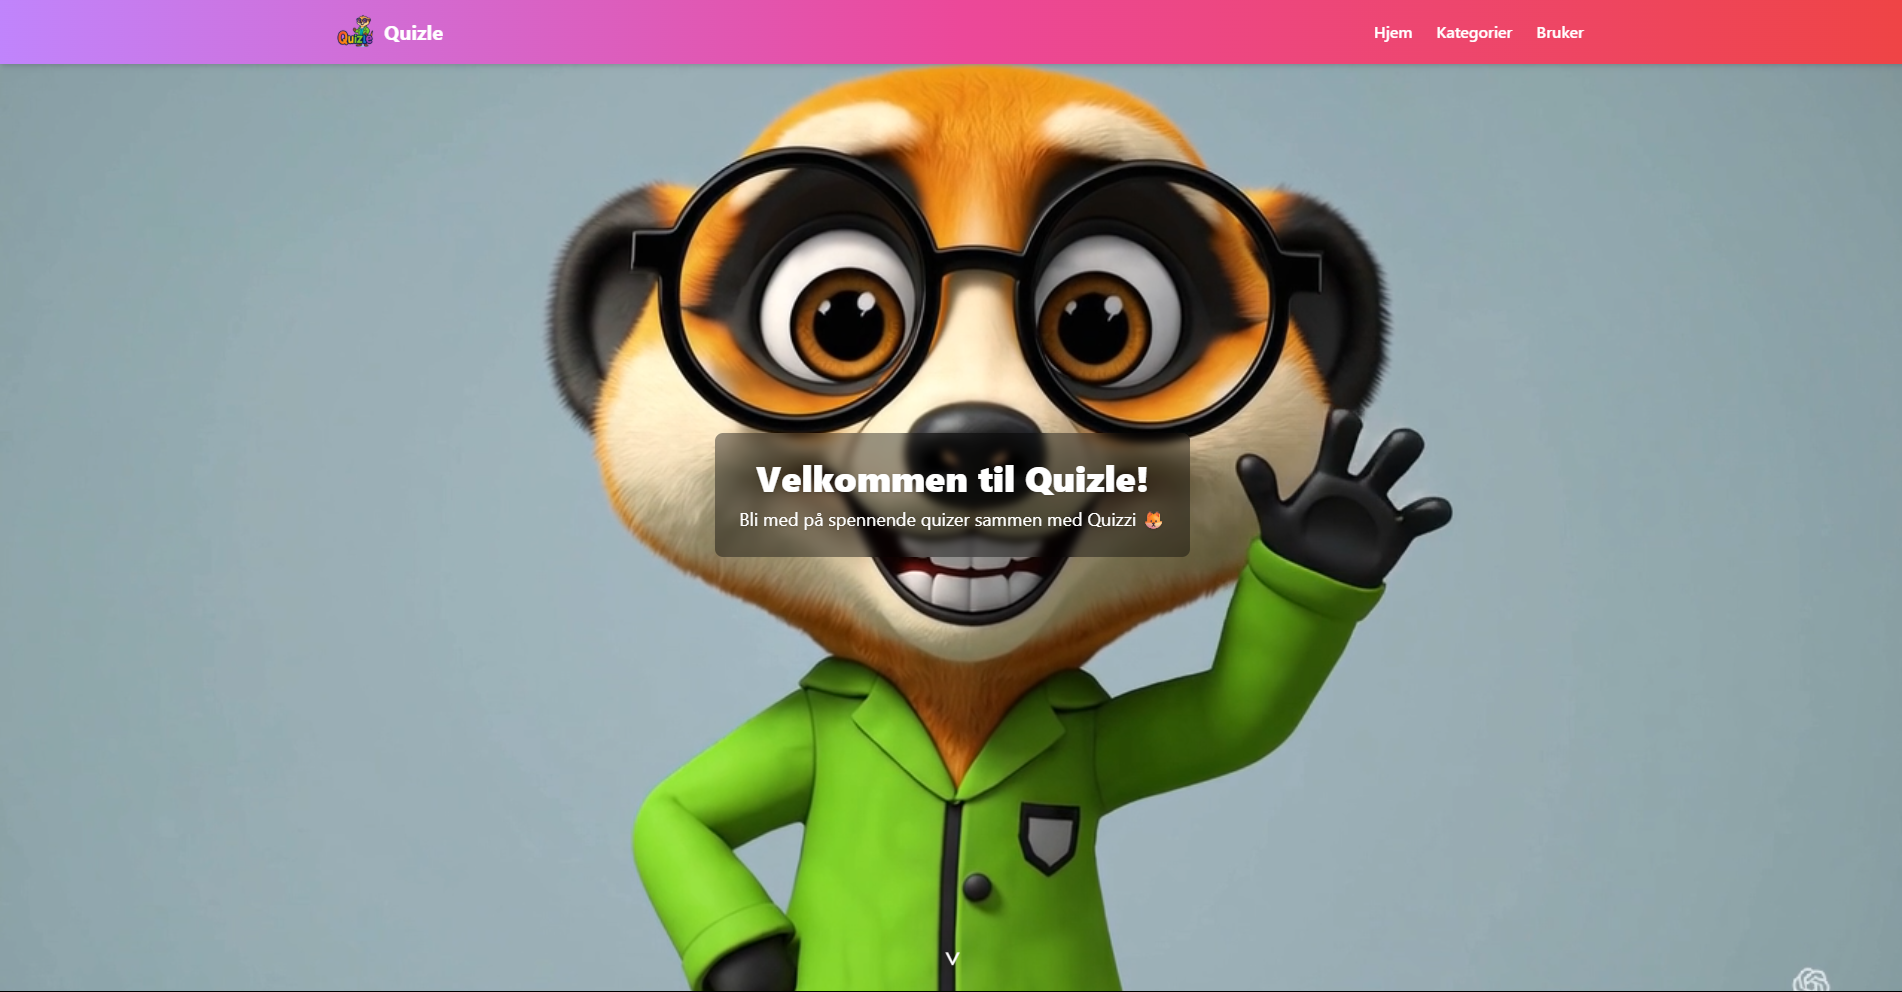 Quizle
Quizle
Hjem
Kategorier
Bruker
Velkommen til Quizle!
Bli med på spennende quizer sammen med Quizzi 🦊